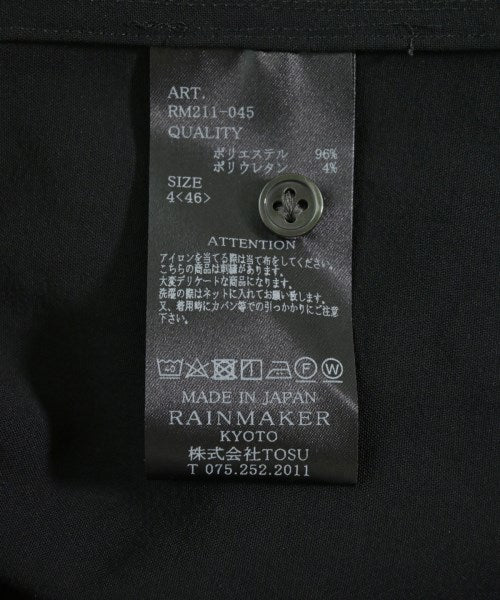 ART.
RM211-045
QUALITY
ポリエステル 96%
ポリウレタン 4%
SIZE
4<46>
ATTENTION
アイロンを当てる際は当て布をしてください。
こちらの商品は刺繍があります。
大変デリケートな商品になります。
洗濯の際はネットに入れてお願い致します。
又、着用時にカバン等での引っかかりにご注意
下さい。
F W
MADE IN JAPAN
RAINMAKER
KYOTO
株式会社TOSU
T 075.252.2011